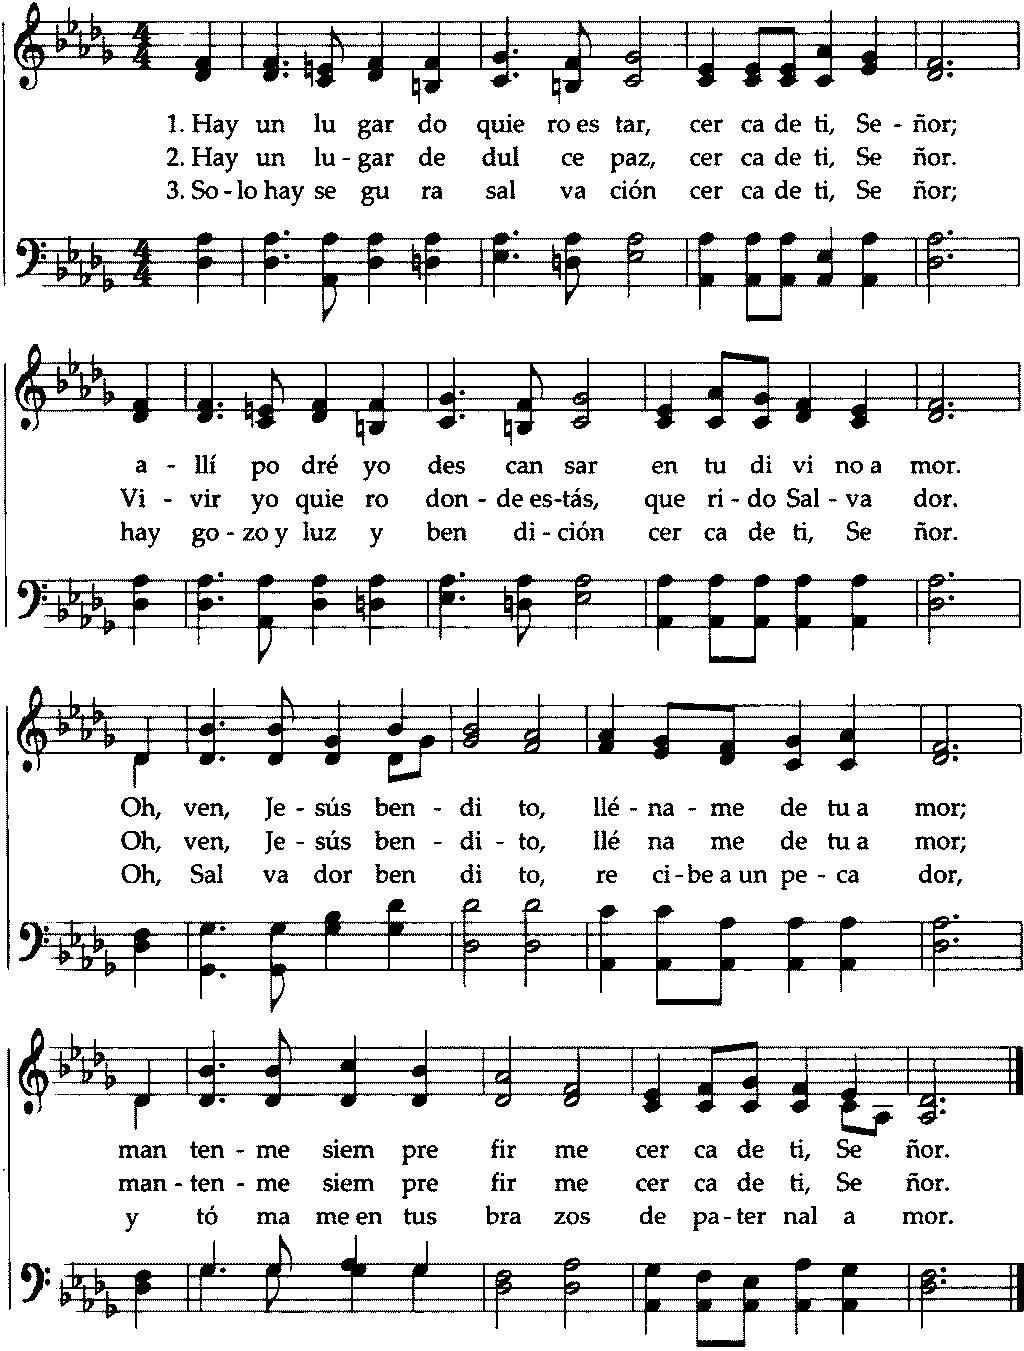 1. Hay un lu gar do quie ro es tar, cer ca de ti, Se - ñor;
2. Hay un lu - gar de dul ce paz, cer ca de ti, Se ñor.
3. So - lo hay se gu ra sal va ción cer ca de ti, Se ñor;
a - llí po dré yo des can sar en tu di vi no a mor.
Vi - vir yo quie ro don - de es - tás, que ri - do Sal - va dor.
hay go - zo y luz y ben di - ción cer ca de ti, Se ñor.
Oh, ven, Je - sús ben - di to, llé - na - me de tu a mor;
Oh, ven, Je - sús ben - di - to, llé na me de tu a mor;
Oh, Sal va dor ben di to, re ci - be a un pe - ca dor,
man ten - me siem pre fir me cer ca de ti, Se ñor.
man - ten - me siem pre fir me cer ca de ti, Se ñor.
y tó ma me en tus bra zos de pa - ter nal a mor.